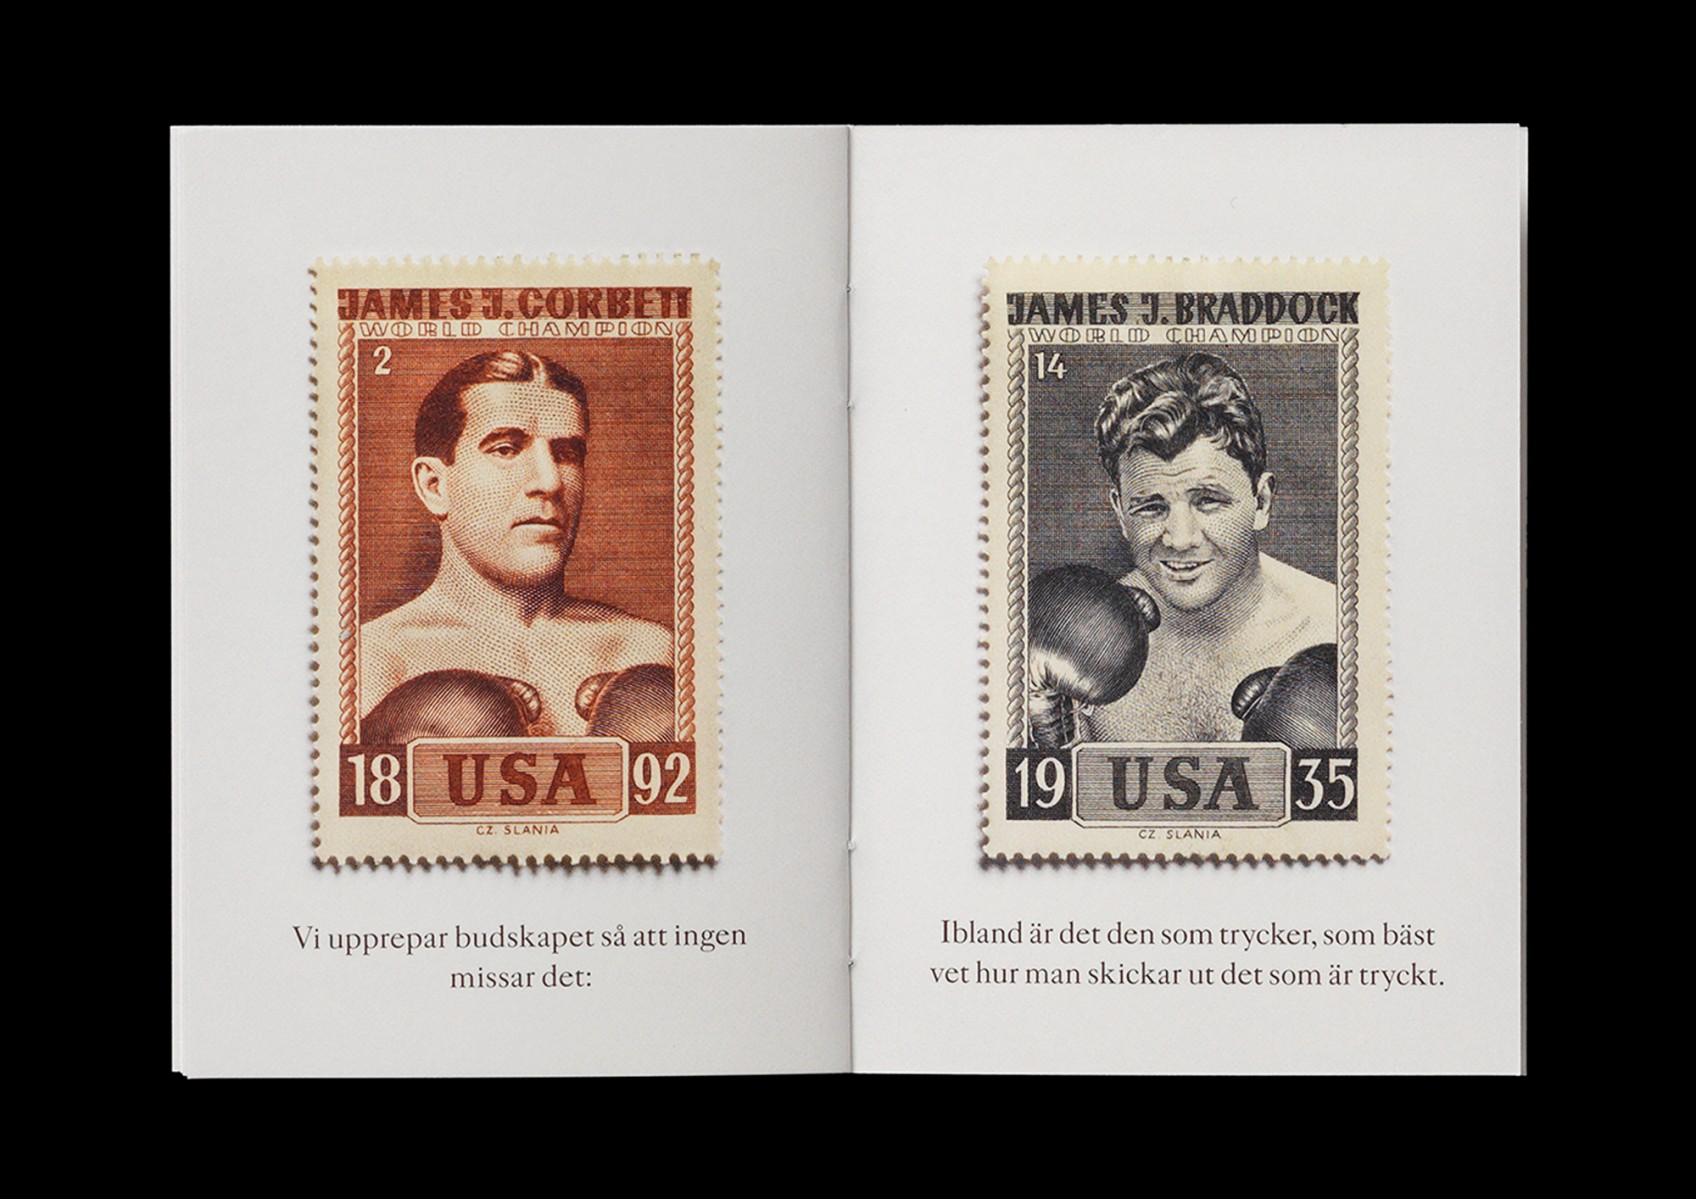 JAMES J. CORBETT
WORLD CHAMPION
2
18 USA 92
CZ. SLANIA
Vi upprepar budskapet så att ingen
missar det:
JAMES J. BRADDOCK
WORLD CHAMPION
14
19 USA 35
CZ. SLANIA
Ibland är det den som trycker, som bäst
vet hur man skickar ut det som är tryckt.